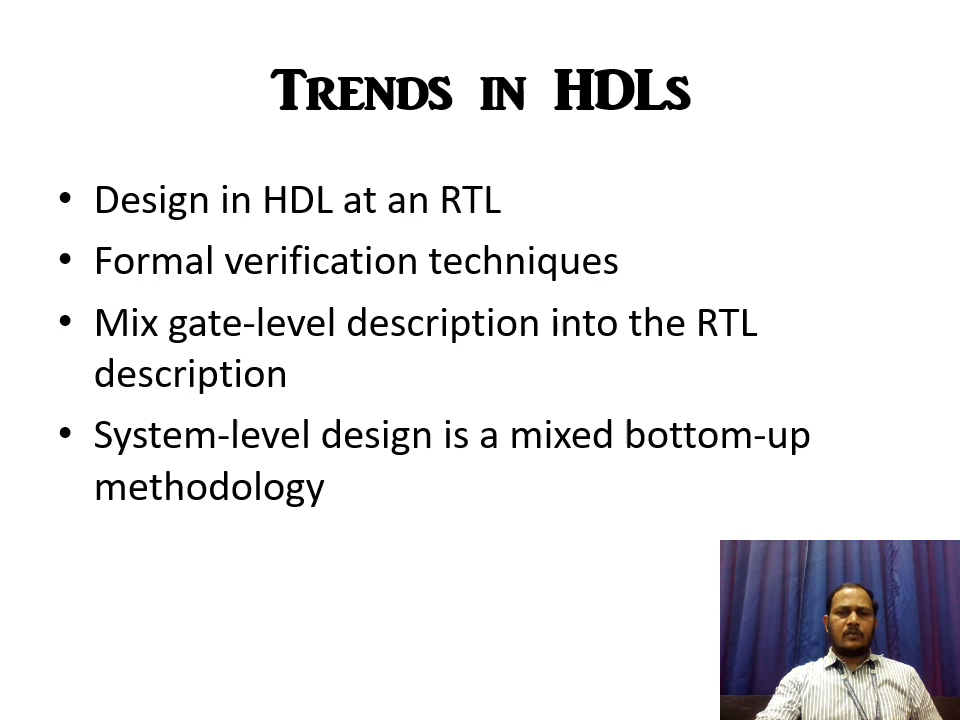 Trends in HDLs
• Design in HDL at an RTL
• Formal verification techniques
• Mix gate-level description into the RTL
description
• System-level design is a mixed bottom-up
methodology